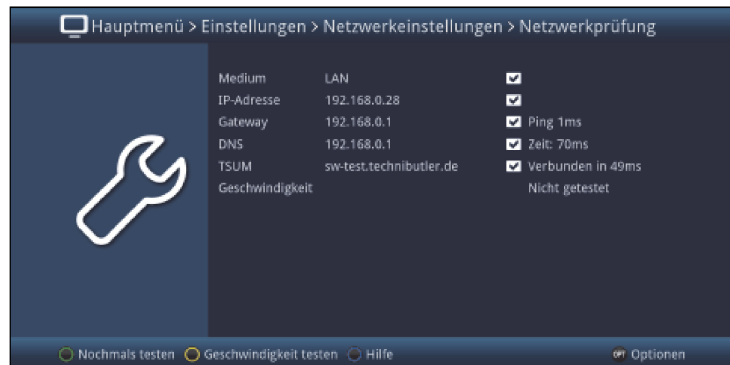 Hauptmenü > Einstellungen > Netzwerkeinstellungen > Netzwerkprüfung
Medium LAN
IP-Adresse 192.168.0.28
Gateway 192.168.0.1 Ping 1ms
DNS 192.168.0.1 Zeit: 70ms
TSUM sw-test.technibutler.de Verbunden in 49ms
Geschwindigkeit Nicht getestet
Nochmals testen Geschwindigkeit testen Hilfe OPT Optionen